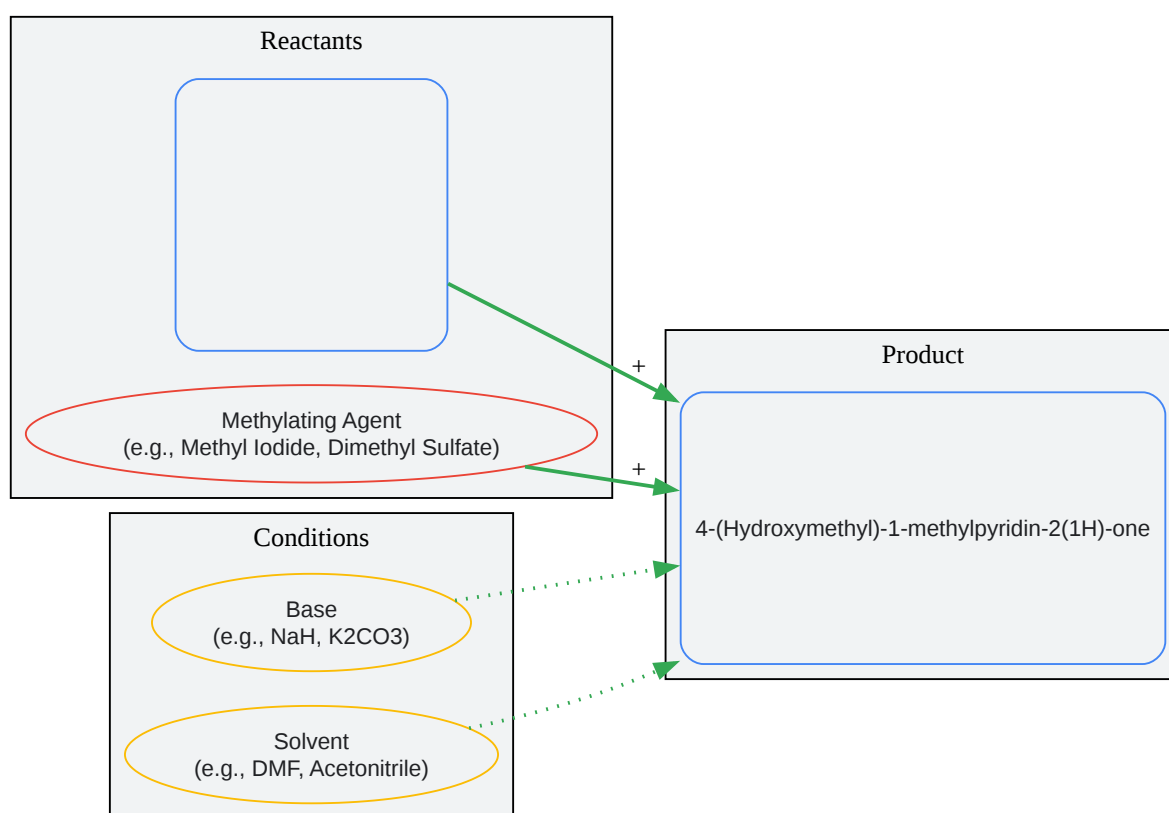 Reactants
+
Methylating Agent
(e.g., Methyl Iodide, Dimethyl Sulfate)
+
Product
4-(Hydroxymethyl)-1-methylpyridin-2(1H)-one
Conditions
Base
(e.g., NaH, K2CO3)
Solvent
(e.g., DMF, Acetonitrile)